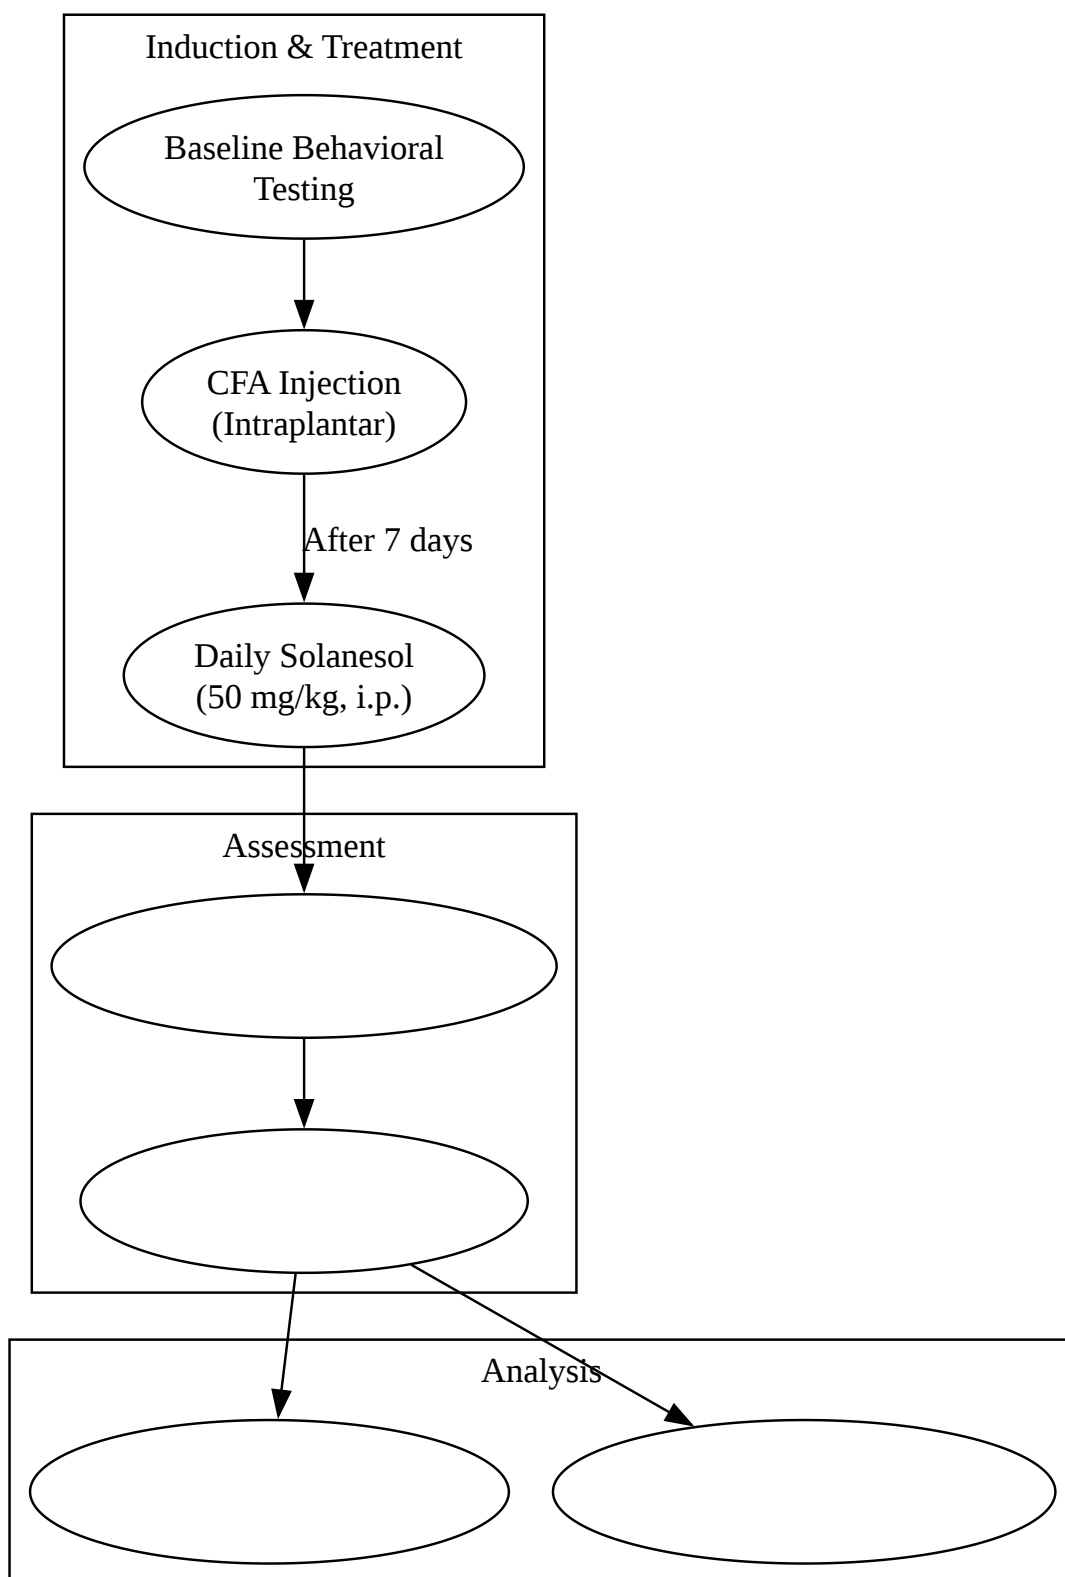 Induction & Treatment
Baseline Behavioral
Testing
CFA Injection
(Intraplantar)
After 7 days
Daily Solanesol
(50 mg/kg, i.p.)
Assessment
Analysis